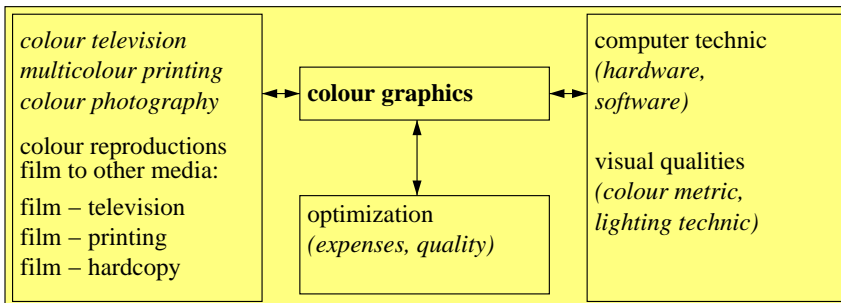 colour television
multicolour printing
colour photography
colour reproductions
film to other media:
film – television
film – printing
film – hardcopy
colour graphics
optimization
(expenses, quality)
computer technic
(hardware,
software)
visual qualities
(colour metric,
lighting technic)